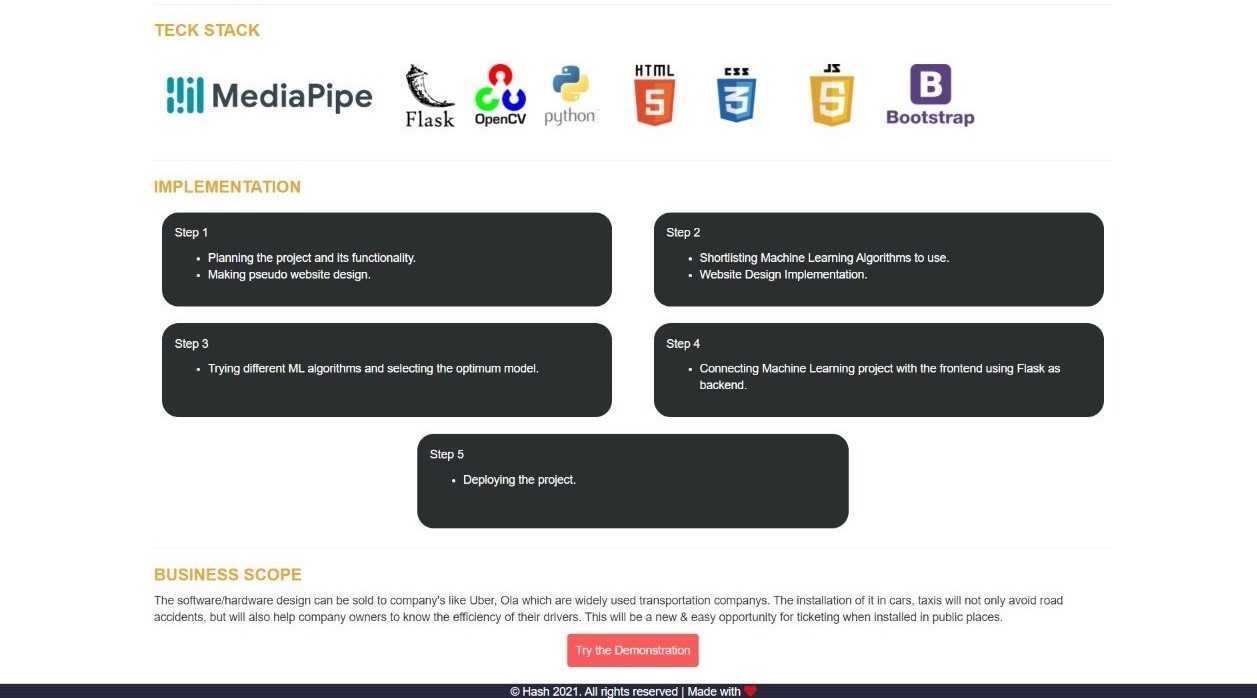 TECK STACK
MediaPipe
Flask
OpenCV
python
HTML
5
CSS
3
JS
5
B
Bootstrap
IMPLEMENTATION
Step 1
• Planning the project and its functionality.
• Making pseudo website design.
Step 2
• Shortlisting Machine Learning Algorithms to use.
• Website Design Implementation.
Step 3
• Trying different ML algorithms and selecting the optimum model.
Step 4
• Connecting Machine Learning project with the frontend using Flask as
backend.
Step 5
• Deploying the project.
BUSINESS SCOPE
The software/hardware design can be sold to company's like Uber, Ola which are widely used transportation companys. The installation of it in cars, taxis will not only avoid road
accidents, but will also help company owners to know the efficiency of their drivers. This will be a new & easy opportunity for ticketing when installed in public places.
Try the Demonstration
© Hash 2021. All rights reserved | Made with ❤